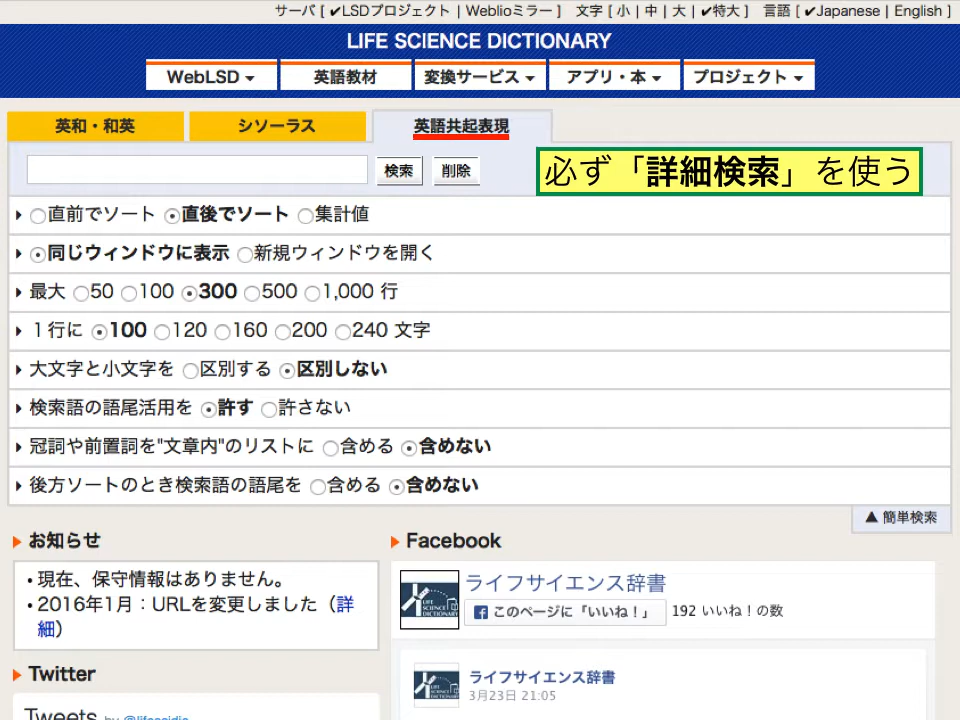 サーバ [ ✔LSDプロジェクト | Weblioミラー ] 文字 [ 小 | 中 | 大 | ✔特大 ] 言語 [ ✔Japanese | English ]
LIFE SCIENCE DICTIONARY
WebLSD ▾ 英語教材 変換サービス ▾ アプリ・本 ▾ プロジェクト ▾
英和・和英 シソーラス 英語共起表現
検索 削除 必ず「詳細検索」を使う
直前でソート 直後でソート 集計値
同じウィンドウに表示 新規ウィンドウを開く
最大 50 100 300 500 1,000 行
1行に 100 120 160 200 240 文字
大文字と小文字を 区別する 区別しない
検索語の語尾活用を 許す 許さない
冠詞や前置詞を"文章内"のリストに 含める 含めない
後方ソートのとき検索語の語尾を 含める 含めない
▲ 簡単検索
お知らせ
• 現在、保守情報はありません。
• 2016年1月：URLを変更しました（詳
細）
Twitter
Tweets by @lifescidic
Facebook
ライフサイエンス辞書
このページに「いいね！」 192 いいね！の数
LIFE SCIENCE DICTIONARY
ライフサイエンス辞書
3月23日 21:05